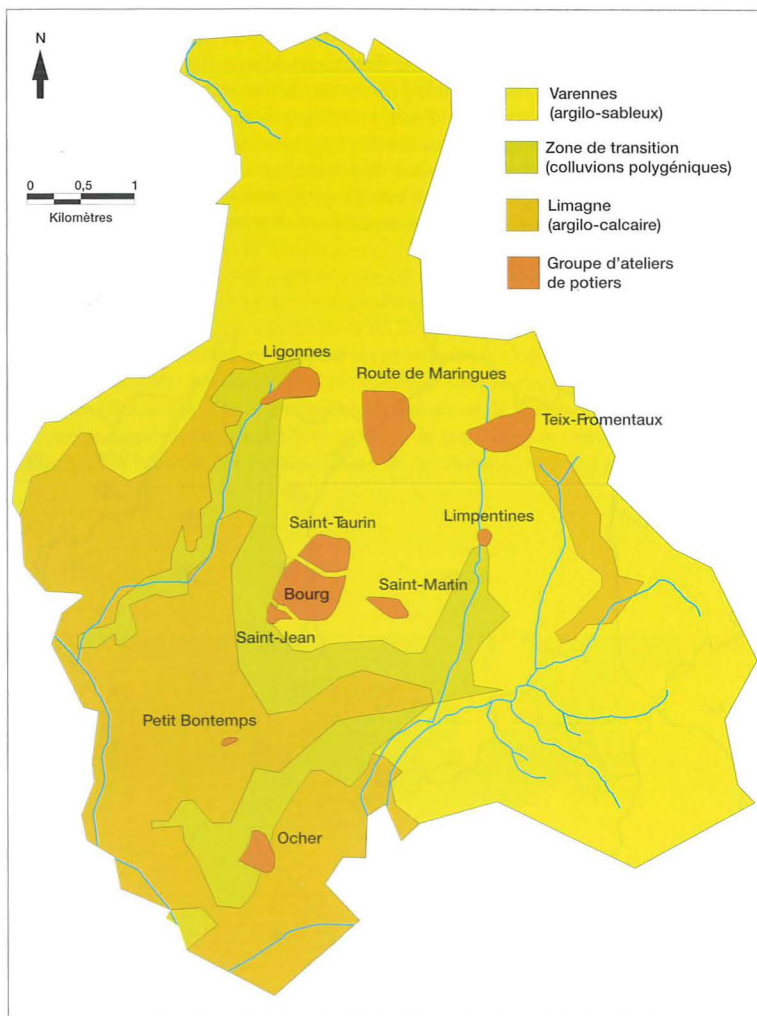 N
0 0,5 1
Kilomètres
Varennes
(argilo-sableux)
Zone de transition
(colluvions polygéniques)
Limagne
(argilo-calcaire)
Groupe d'ateliers
de potiers
Ligonnes
Route de Maringues
Teix-Fromentaux
Saint-Taurin
Limpentines
Bourg
Saint-Martin
Saint-Jean
Petit Bontemps
Ocher